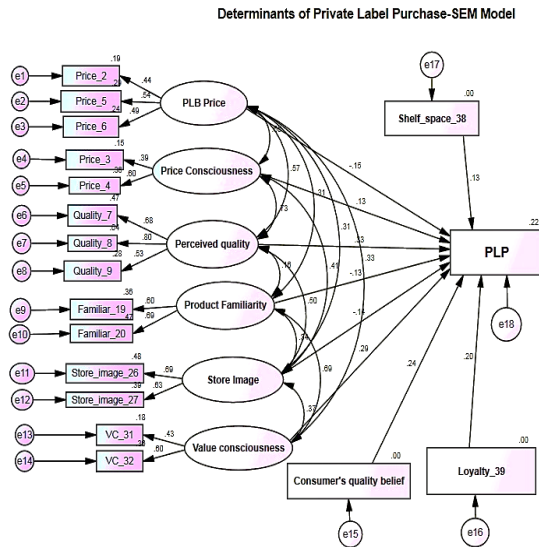 Determinants of Private Label Purchase-SEM Model
.19
e1 Price_2 .44
.29
e2 Price_5 .54 PLB Price
.24
e3 Price_6 .49
e17
.00
Shelf_space_38
.13
.15
e4 Price_3 .39
Price Consciousness
.36
e5 Price_4 .60
.57
.31
-.15
.13
.31
.33
.33
.73
.47
e6 Quality_7 .68
.64
e7 Quality_8 .80 Perceived quality
.28
e8 Quality_9 .53
.41
-.13
.22
PLP
e18
.16
.50
-.14
.36
e9 Familiar_19 .60 Product Familiarity
.47
e10 Familiar_20 .69
.29
.24
.20
.69
.48
e11 Store_image_26 .69
Store Image
.39
e12 Store_image_27 .63
.37
.18
e13 VC_31 .43
Value consciousness
.36
e14 VC_32 .60
.00
Consumer's quality belief
e15
.00
Loyalty_39
e16